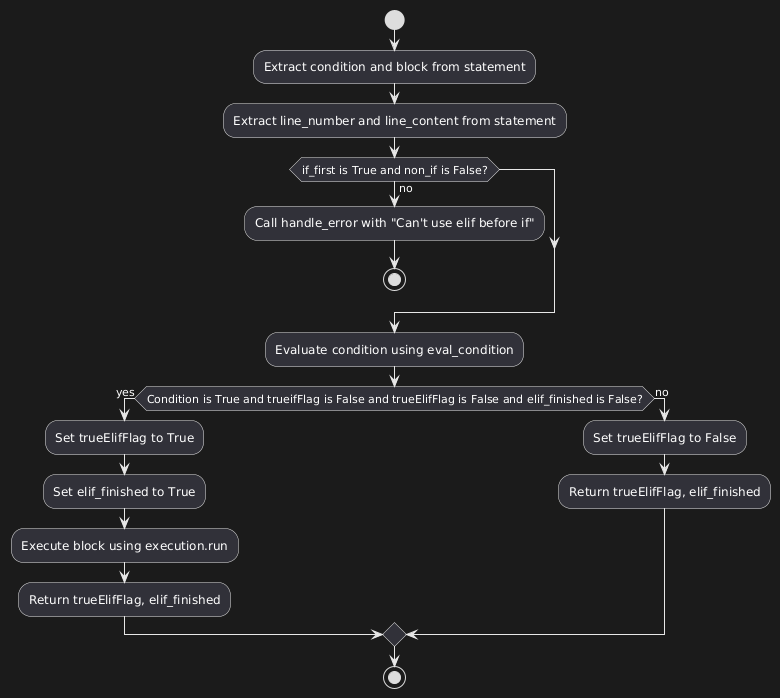 Extract condition and block from statement
Extract line_number and line_content from statement
if_first is True and non_if is False?
no
Call handle_error with "Can't use elif before if"
Evaluate condition using eval_condition
yes
Condition is True and trueifFlag is False and trueElifFlag is False and elif_finished is False?
no
Set trueElifFlag to True
Set elif_finished to True
Execute block using execution.run
Return trueElifFlag, elif_finished
Set trueElifFlag to False
Return trueElifFlag, elif_finished